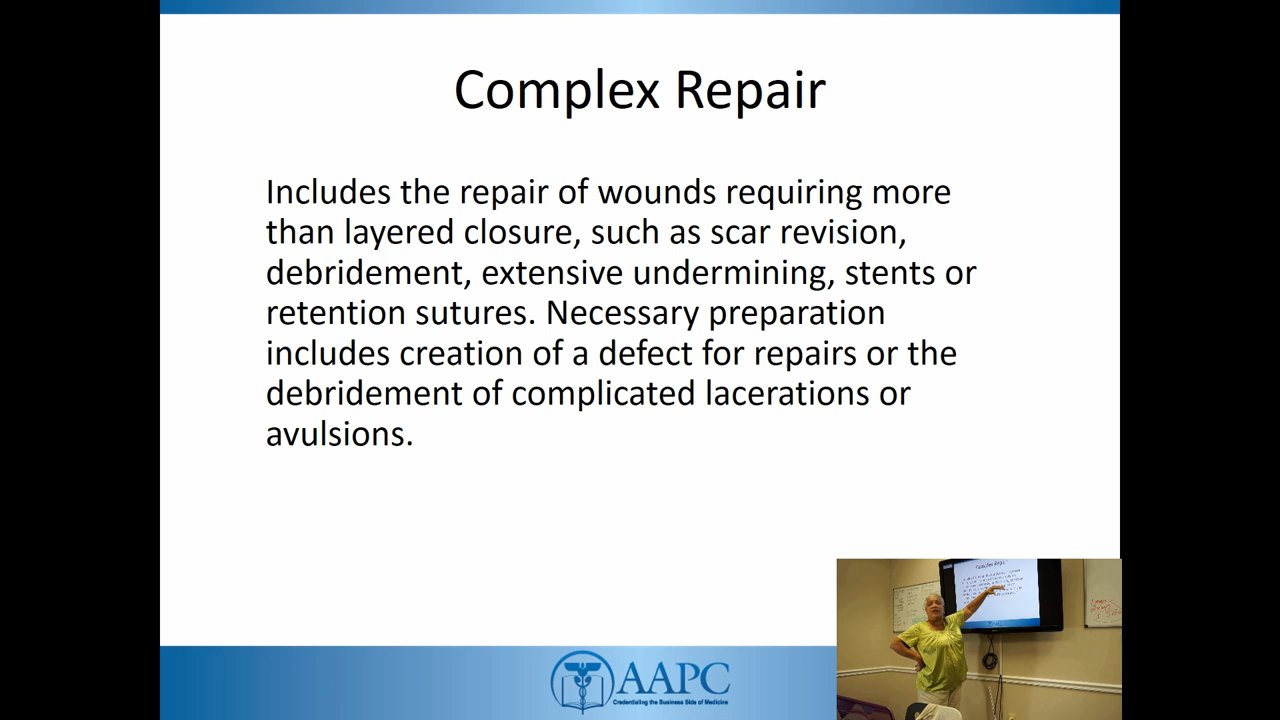 Complex Repair
Includes the repair of wounds requiring more
than layered closure, such as scar revision,
debridement, extensive undermining, stents or
retention sutures. Necessary preparation
includes creation of a defect for repairs or the
debridement of complicated lacerations or
avulsions.
AAPC
Credentialing the Business Side of Medicine
Complex Repair